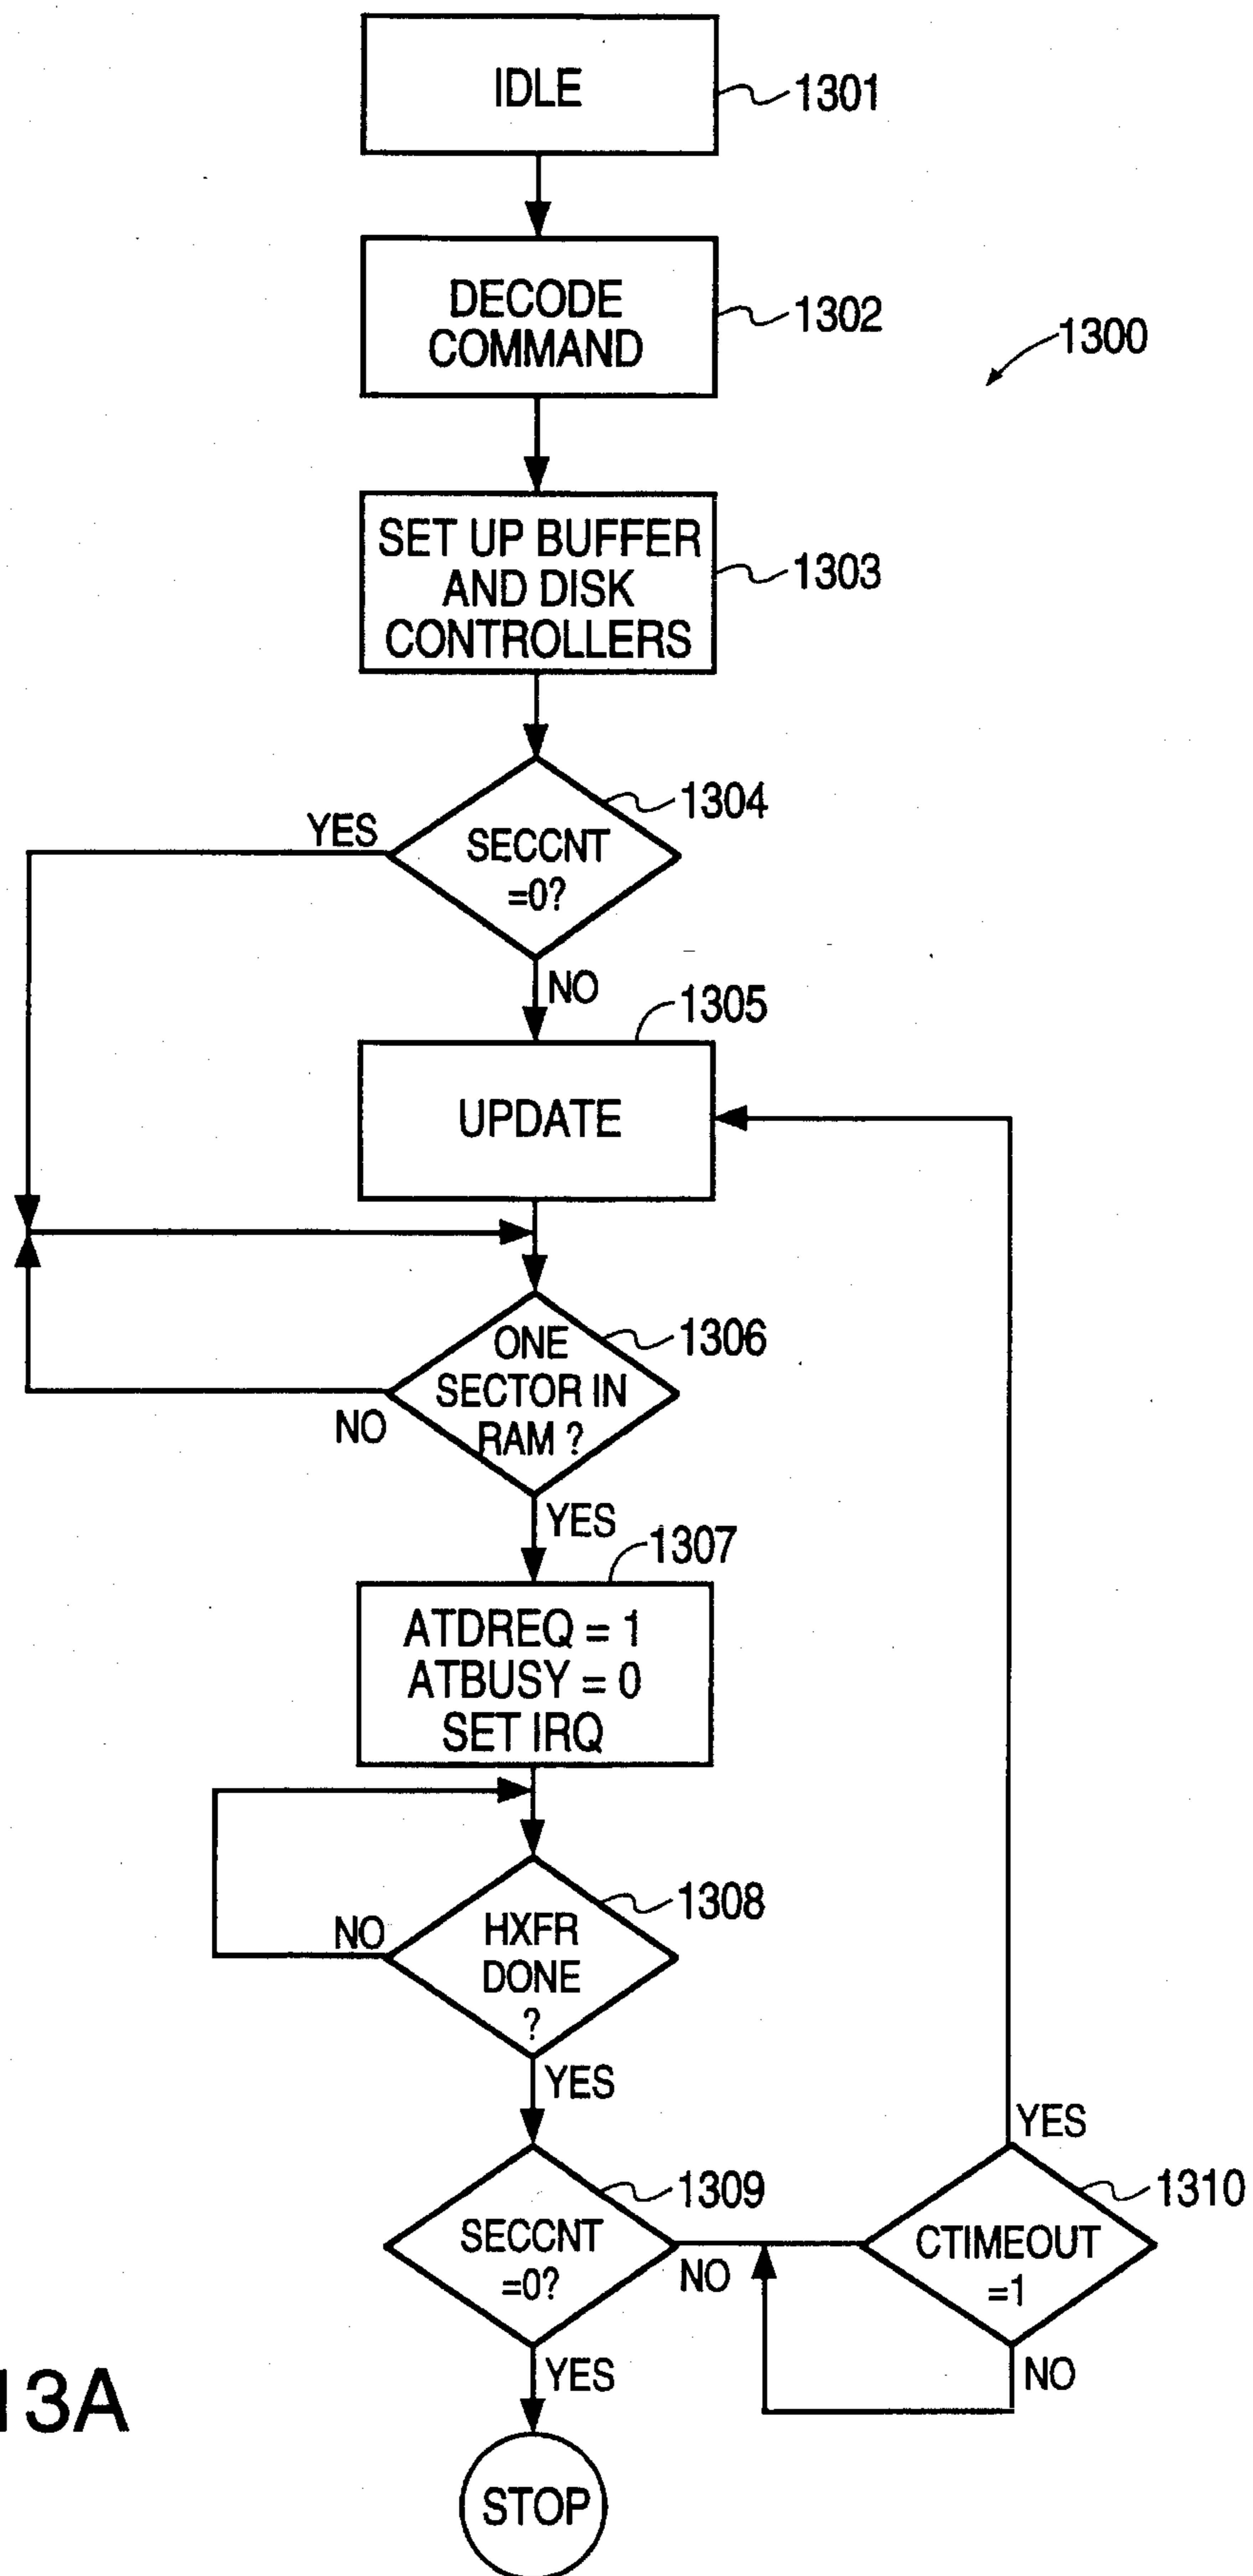 IDLE
1301
DECODE
COMMAND
1302
1300
SET UP BUFFER
AND DISK
CONTROLLERS
1303
1304
YES
SECCNT
=0?
NO
1305
UPDATE
1306
ONE
SECTOR IN
RAM ?
NO
YES
1307
ATDREQ = 1
ATBUSY = 0
SET IRQ
1308
NO
HXFR
DONE
?
YES
YES
1309
1310
SECCNT
=0?
NO
CTIMEOUT
=1
YES
NO
13A
STOP